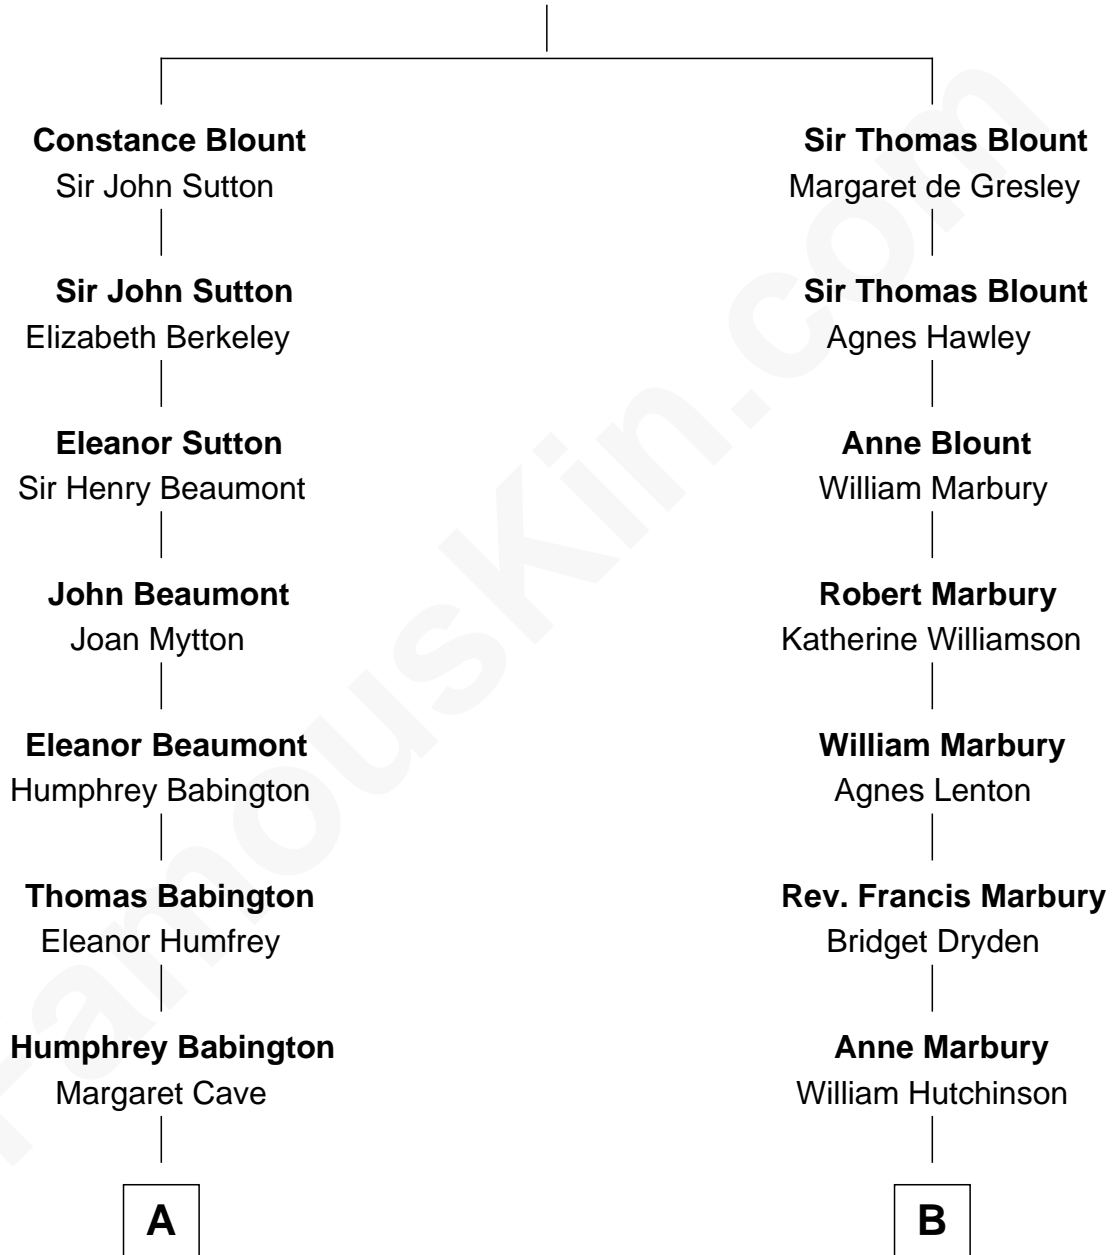 Constance Blount
Sir John Sutton
Sir John Sutton
Elizabeth Berkeley
Eleanor Sutton
Sir Henry Beaumont
John Beaumont
Joan Mytton
Eleanor Beaumont
Humphrey Babington
Thomas Babington
Eleanor Humfrey
Humphrey Babington
Margaret Cave
A
Sir Thomas Blount
Margaret de Gresley
Sir Thomas Blount
Agnes Hawley
Anne Blount
William Marbury
Robert Marbury
Katherine Williamson
William Marbury
Agnes Lenton
Rev. Francis Marbury
Bridget Dryden
Anne Marbury
William Hutchinson
B
FamousKin.com